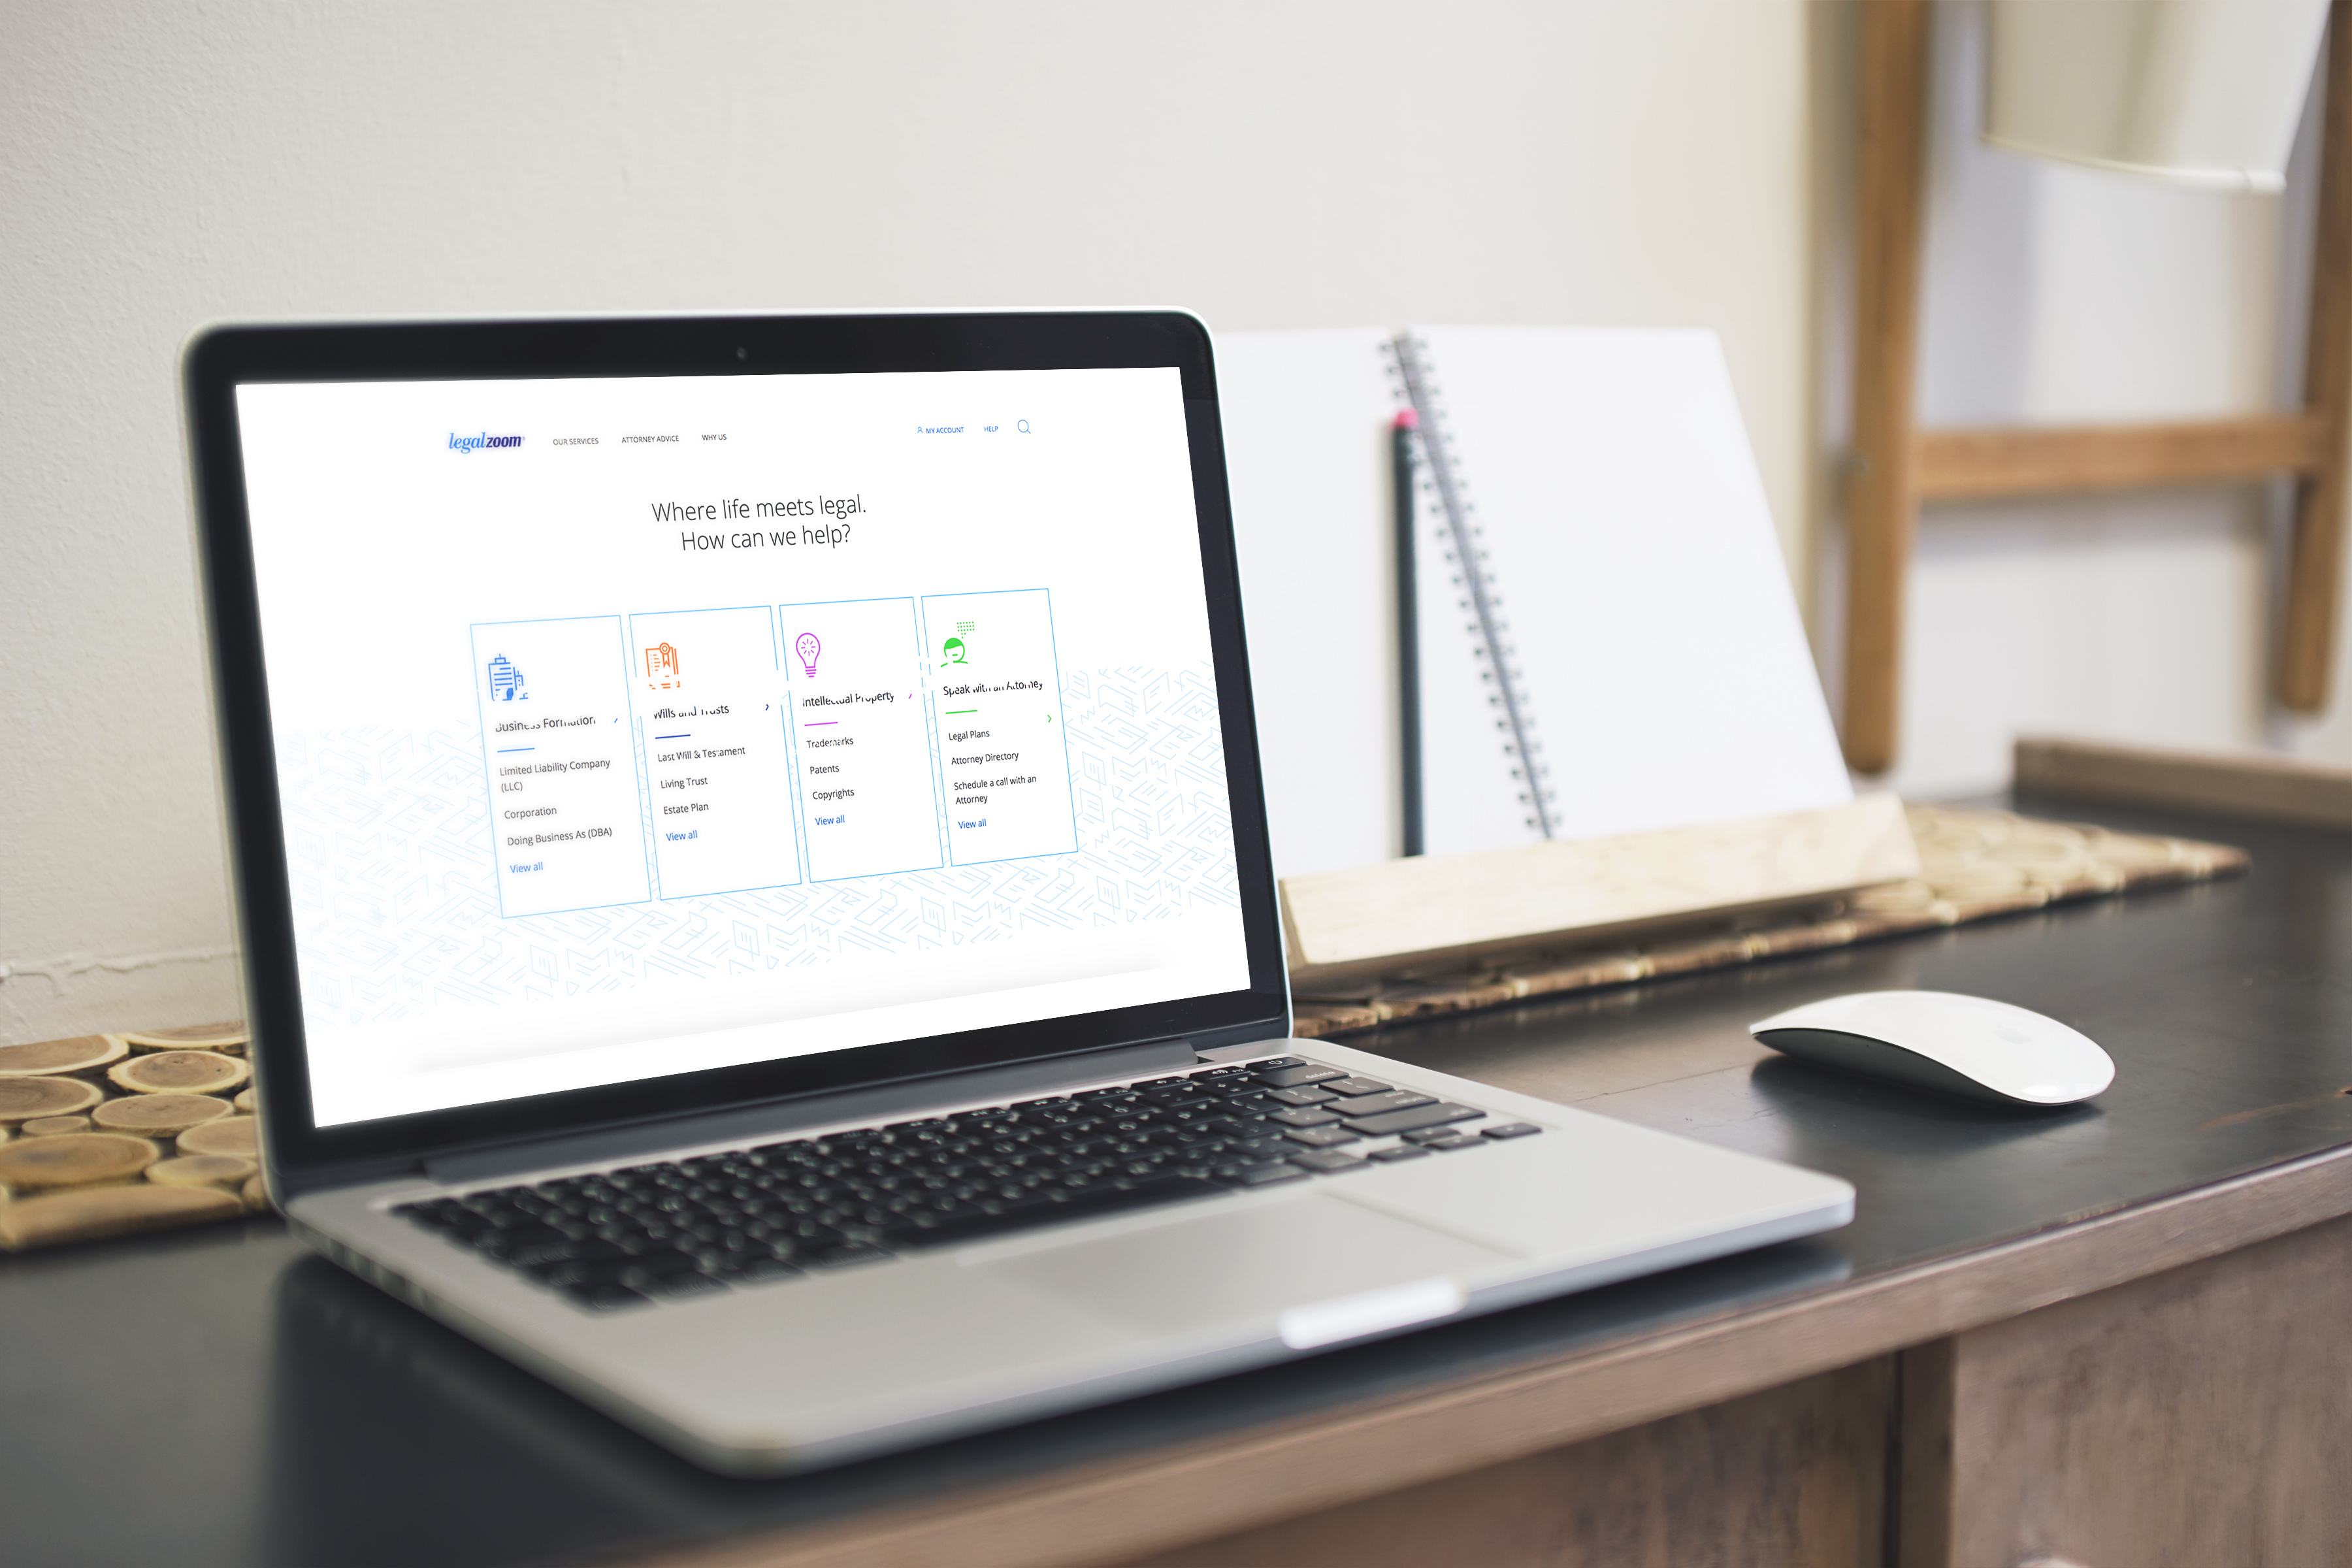 legalzoom
OUR SERVICES
ATTORNEY ADVICE
WHY US
MY ACCOUNT
HELP
Where life meets legal.
How can we help?
Business Formation
Limited Liability Company
(LLC)
Corporation
Doing Business As (DBA)
View all
Wills and Trusts
Last Will & Testament
Living Trust
Estate Plan
View all
Intellectual Property
Trademarks
Patents
Copyrights
View all
Speak with an Attorney
Legal Plans
Attorney Directory
Schedule a call with an
Attorney
View all